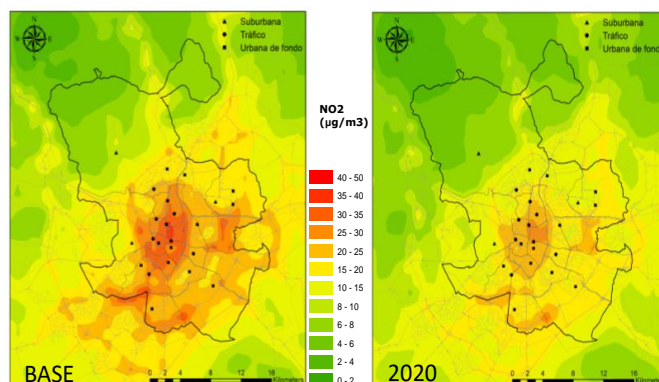 N
W E
S
Suburbana
Tráfico
Urbana de fondo
BASE
0 2 4 8 12 16
Kilometers
NO2
(µg/m3)
40 - 50
35 - 40
30 - 35
25 - 30
20 - 25
15 - 20
10 - 15
8 - 10
6 - 8
4 - 6
2 - 4
0 - 2
N
W E
S
Suburbana
Tráfico
Urbana de fondo
2020
0 2 4 8 12 16
Kilometers